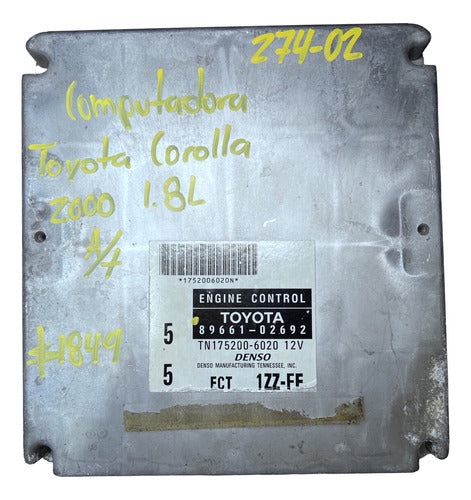 274-02
Computadora
Toyota Corolla
2000 1.8L
A/t
#1849
*1752006020N*
ENGINE CONTROL
TOYOTA
5 89661-02692
TN175200-6020 12V
DENSO
DENSO MANUFACTURING TENNESSEE, INC.
5 FCT 1ZZ-FE